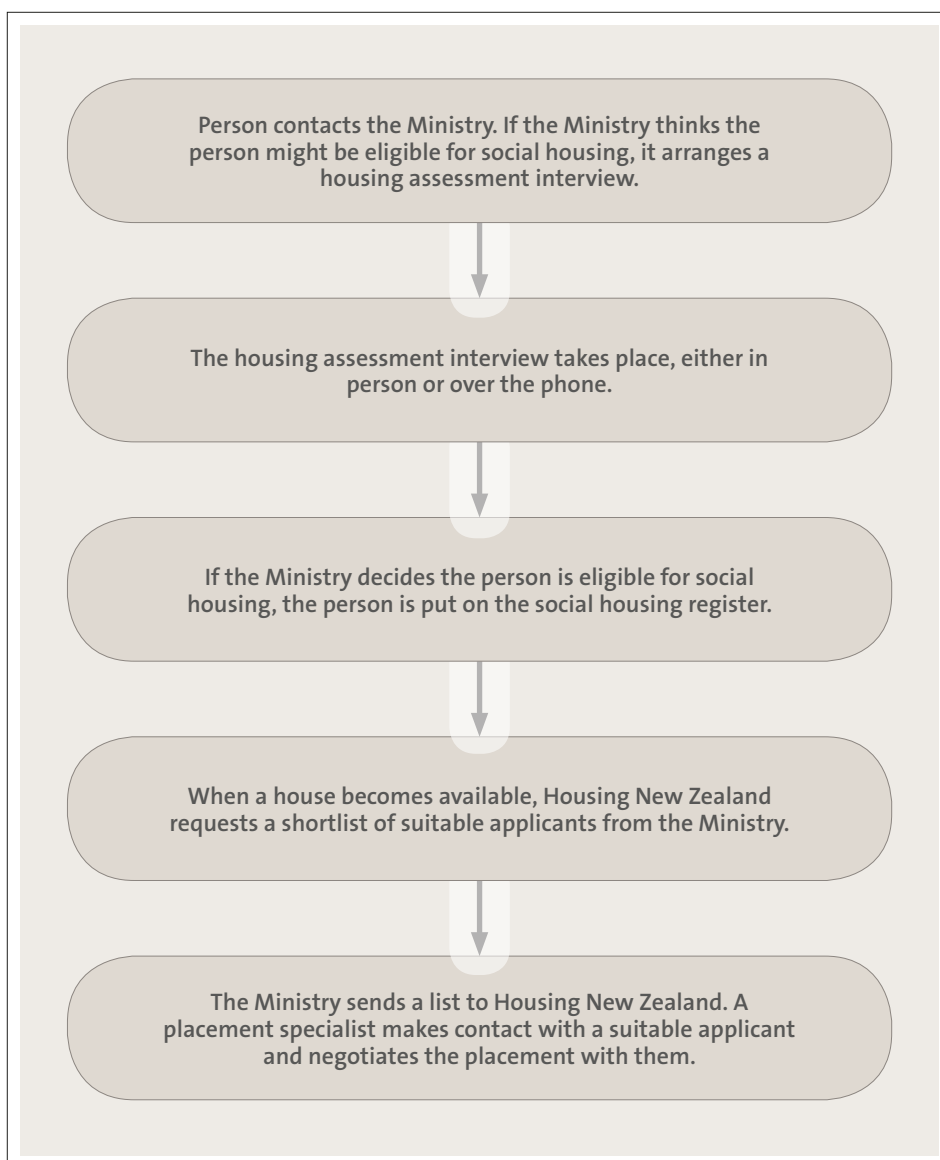 Person contacts the Ministry. If the Ministry thinks the
person might be eligible for social housing, it arranges a
housing assessment interview.
The housing assessment interview takes place, either in
person or over the phone.
If the Ministry decides the person is eligible for social
housing, the person is put on the social housing register.
When a house becomes available, Housing New Zealand
requests a shortlist of suitable applicants from the Ministry.
The Ministry sends a list to Housing New Zealand. A
placement specialist makes contact with a suitable applicant
and negotiates the placement with them.